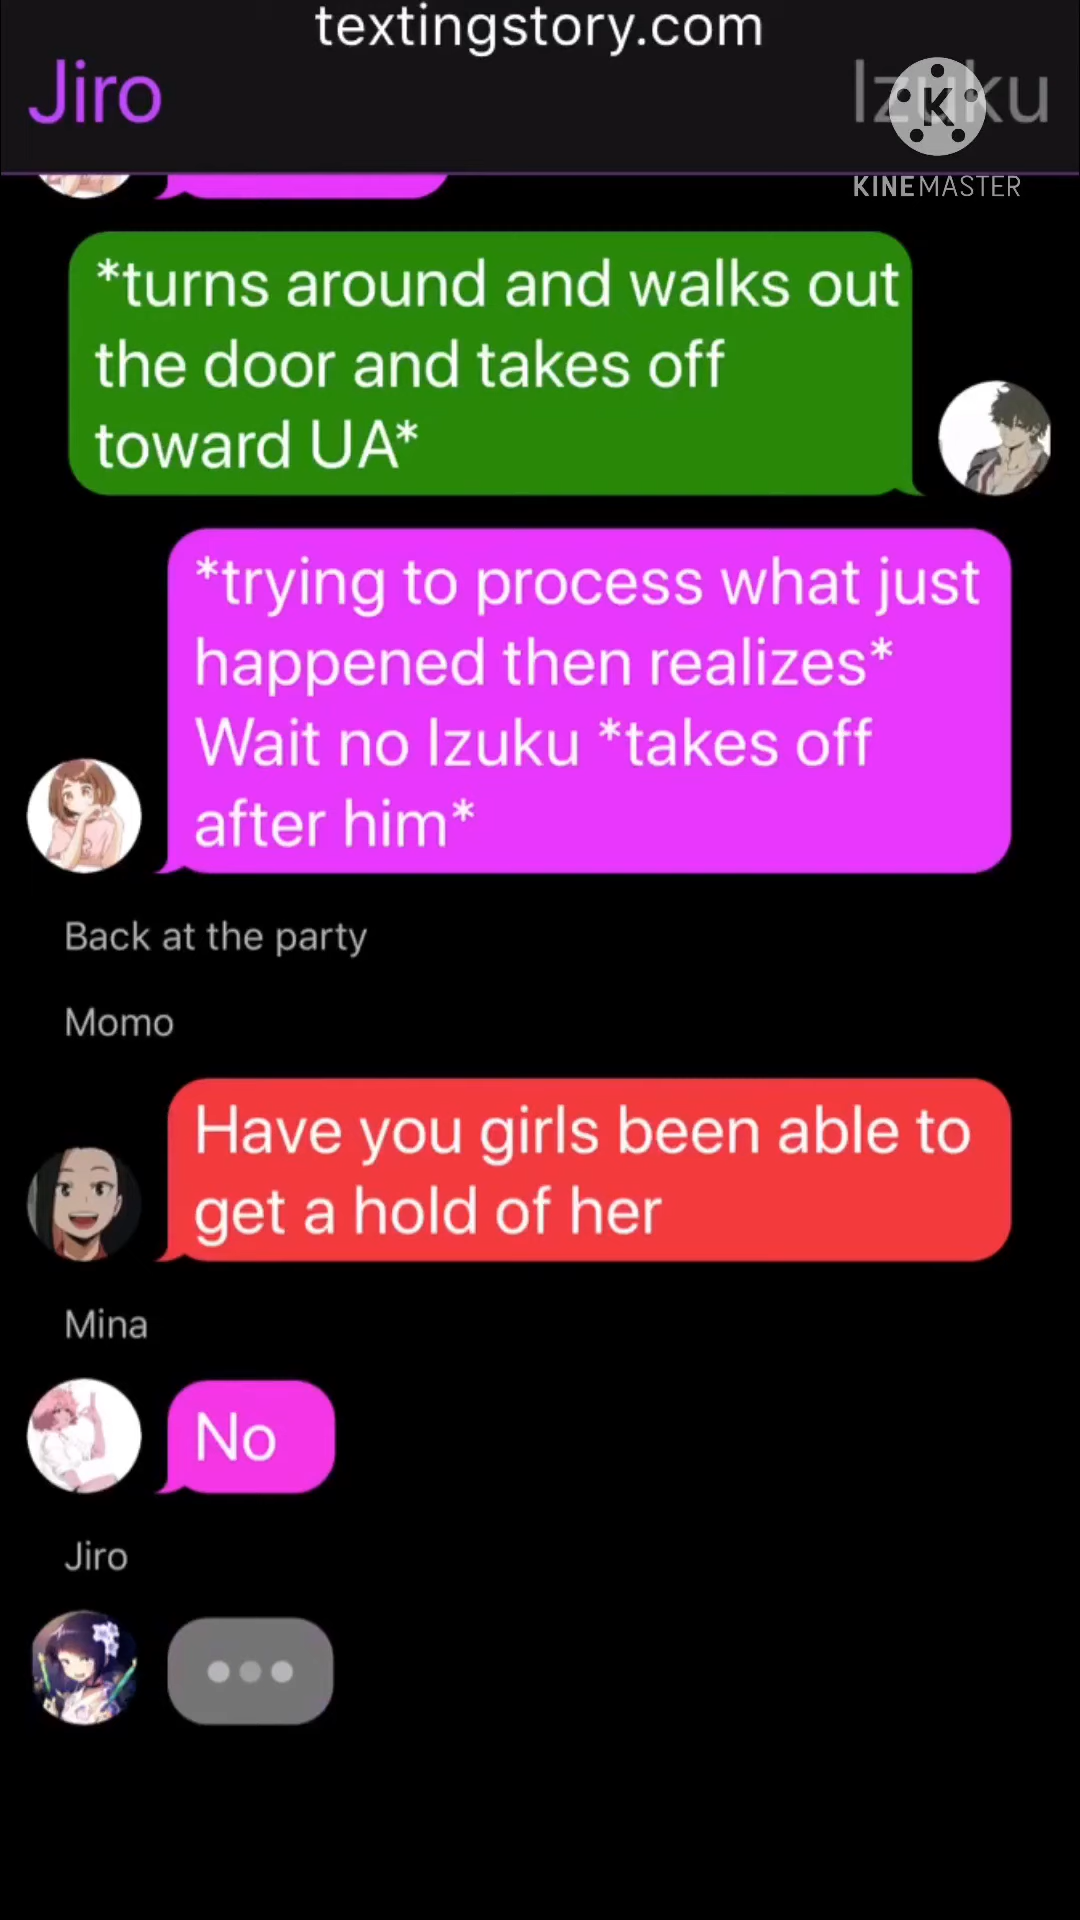 textingstory.com
Jiro
Izuku
K
KINEMASTER
*turns around and walks out
the door and takes off
toward UA*
*trying to process what just
happened then realizes*
Wait no Izuku *takes off
after him*
Back at the party
Momo
Have you girls been able to
get a hold of her
Mina
No
Jiro